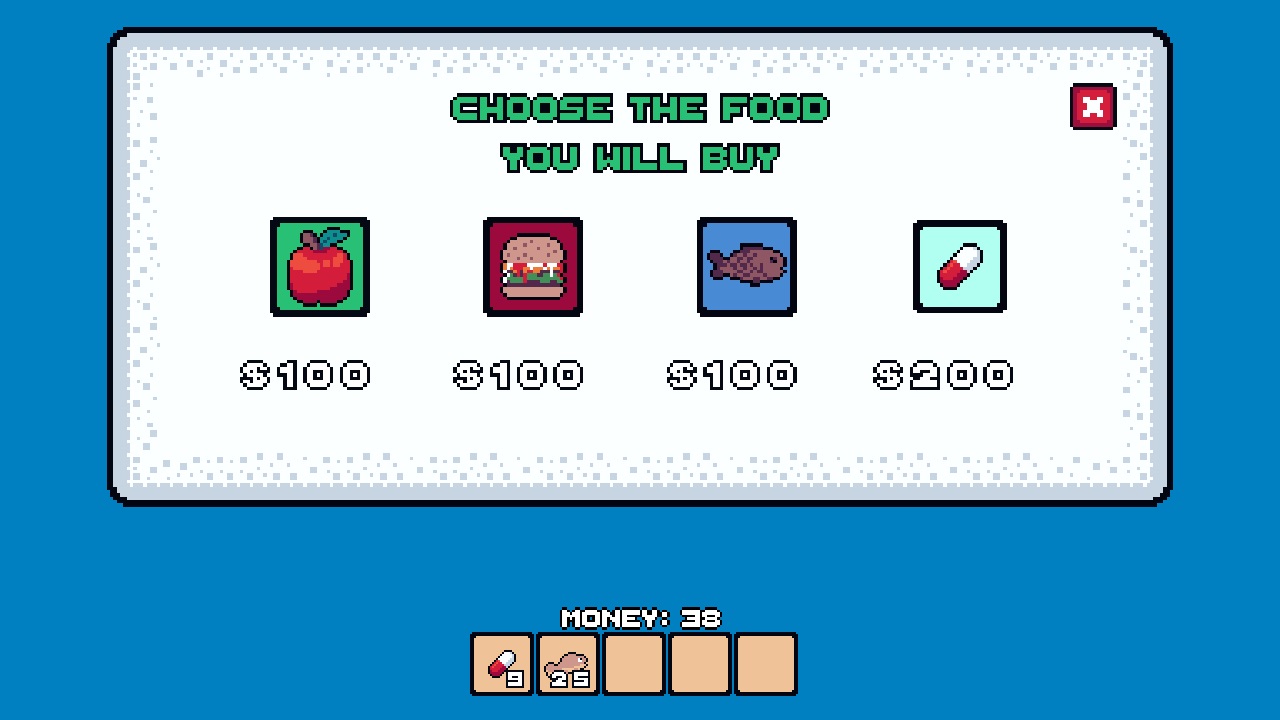 CHOOSE THE FOOD
YOU WILL BUY
$100 $100 $100 $200
MONEY: 38
9 25